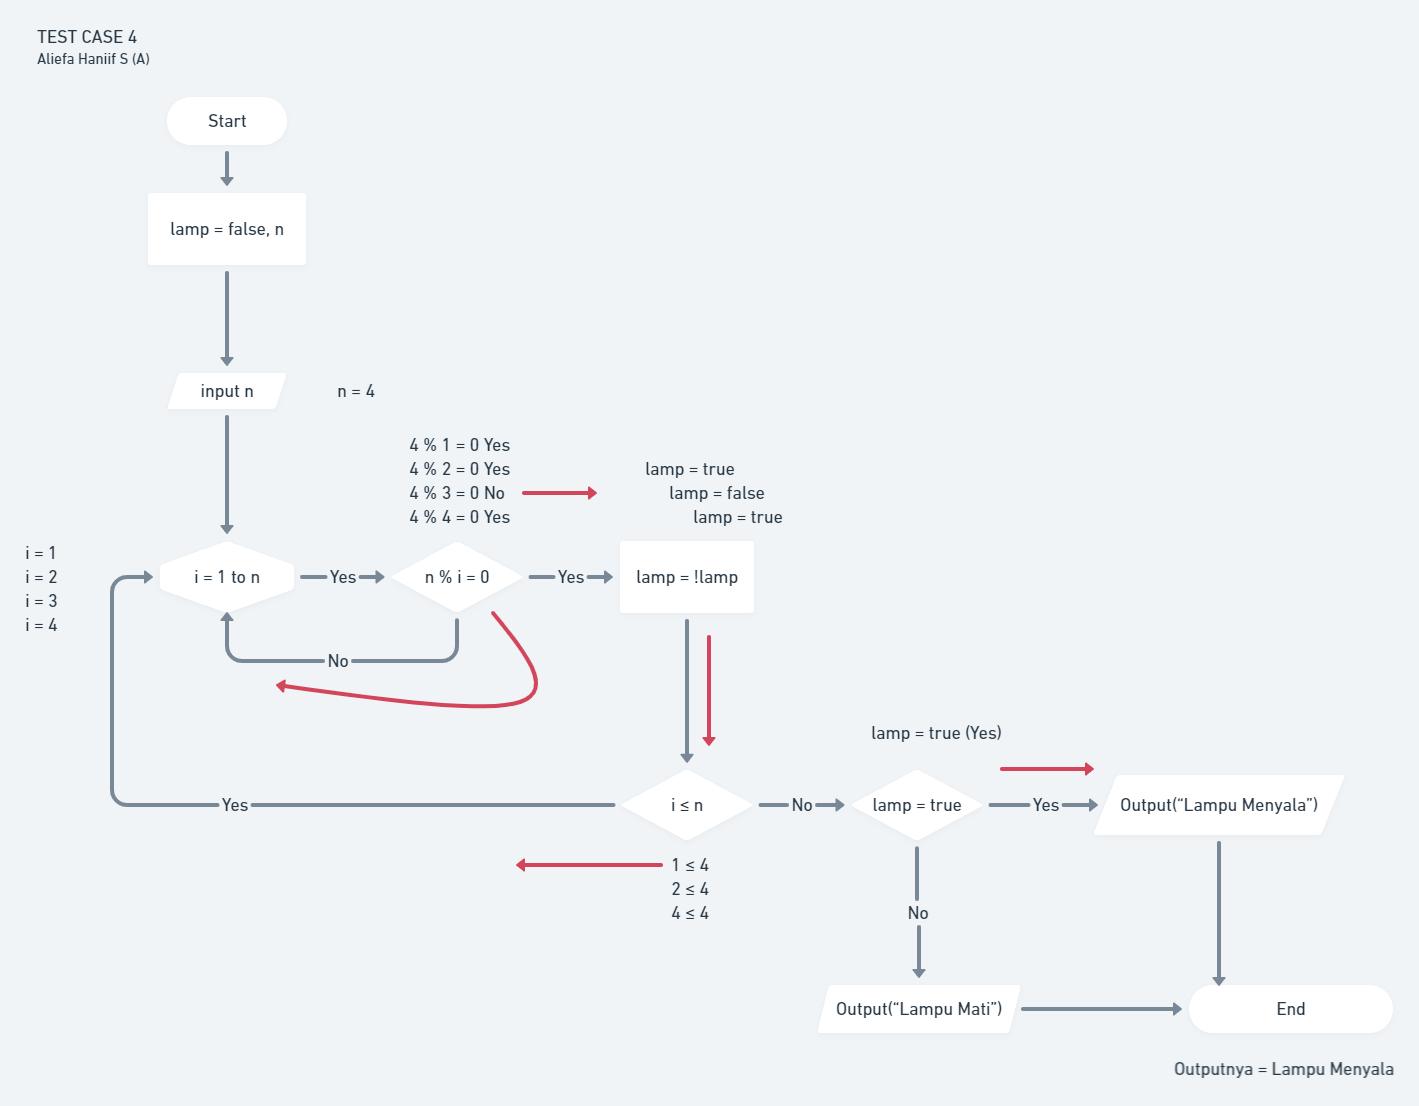 TEST CASE 4
Aliefa Haniif S (A)
Start
lamp = false, n
input n
n = 4
4 % 1 = 0 Yes
4 % 2 = 0 Yes
4 % 3 = 0 No
4 % 4 = 0 Yes
lamp = true
lamp = false
lamp = true
i = 1
i = 2
i = 3
i = 4
i = 1 to n
Yes
n % i = 0
Yes
lamp = !lamp
No
lamp = true (Yes)
Yes
i ≤ n
No
lamp = true
Yes
Output(“Lampu Menyala”)
1 ≤ 4
2 ≤ 4
4 ≤ 4
No
Output(“Lampu Mati”)
End
Outputnya = Lampu Menyala